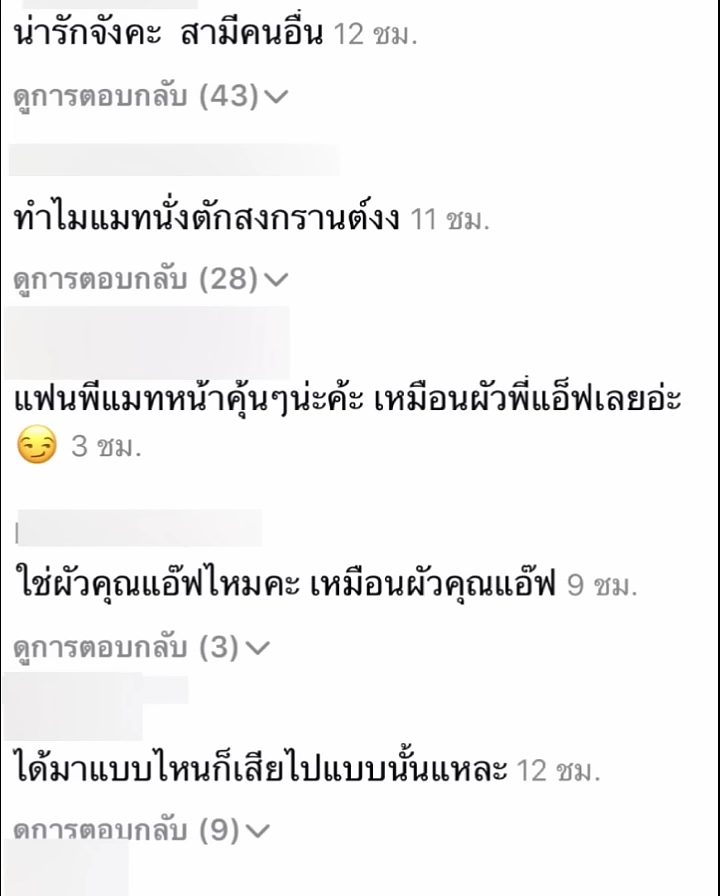 น่ารักจังคะ สามีคนอื่น 12 ชม.
ดูการตอบกลับ (43)
ทำไมแมทนั่งตักสงกรานต์งง 11 ชม.
ดูการตอบกลับ (28)
แฟนพี่แมทหน้าคุ้นๆน่ะค้ะ เหมือนผัวพี่แอ็ฟเลยอ่ะ
😏 3 ชม.
ใช่ผัวคุณแอ๊ฟไหมคะ เหมือนผัวคุณแอ๊ฟ 9 ชม.
ดูการตอบกลับ (3)
ได้มาแบบไหนก็เสียไปแบบนั้นแหละ 12 ชม.
ดูการตอบกลับ (9)